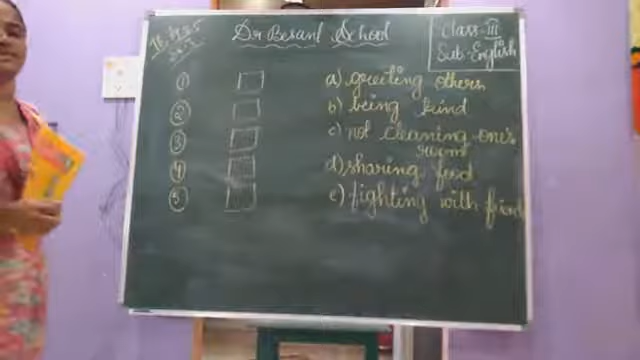 Dr Besant School
Class-III
Sub-English
1
2
3
4
5
a) greeting others
b) being kind
c) not cleaning one's
room
d) sharing food
e) fighting with friends